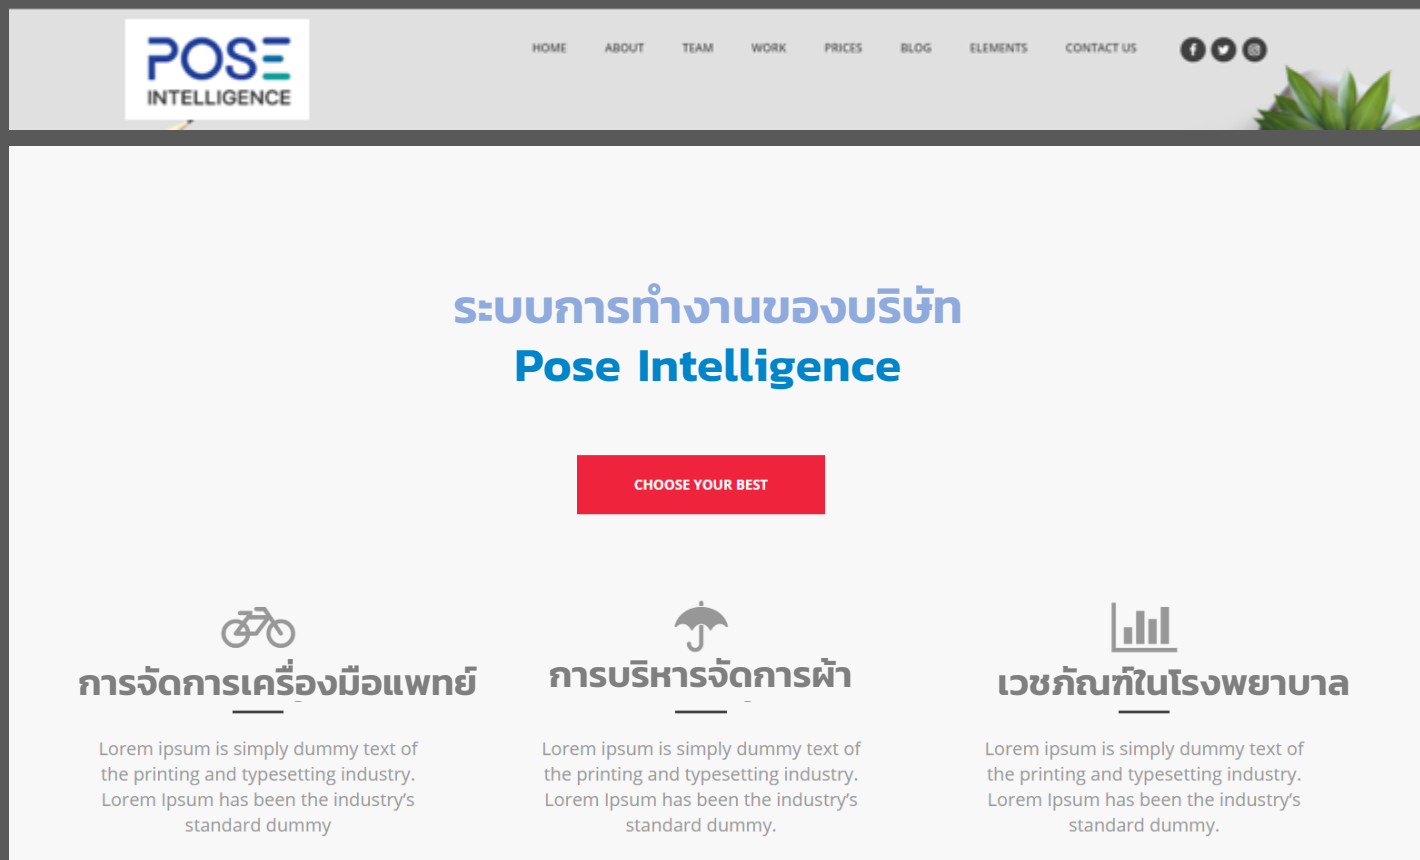 POSE
INTELLIGENCE
HOME ABOUT TEAM WORK PRICES BLOG ELEMENTS CONTACT US
ระบบการทำงานของบริษัท
Pose Intelligence
CHOOSE YOUR BEST
การจัดการเครื่องมือแพทย์
Lorem ipsum is simply dummy text of
the printing and typesetting industry.
Lorem Ipsum has been the industry’s
standard dummy
การบริหารจัดการผ้า
Lorem ipsum is simply dummy text of
the printing and typesetting industry.
Lorem Ipsum has been the industry’s
standard dummy.
เวชภัณฑ์ในโรงพยาบาล
Lorem ipsum is simply dummy text of
the printing and typesetting industry.
Lorem Ipsum has been the industry’s
standard dummy.